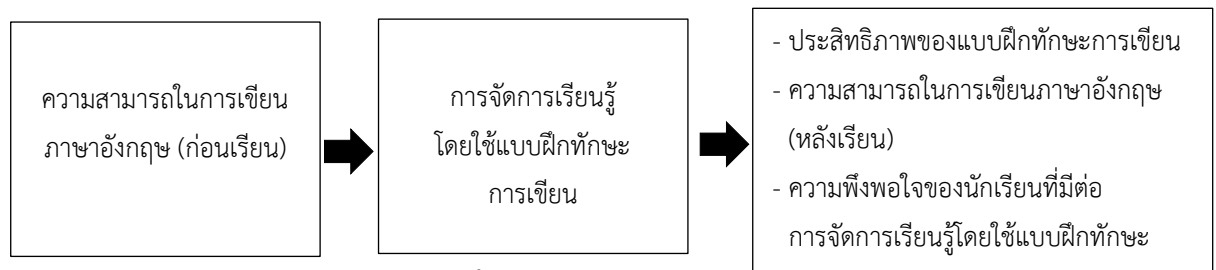 ความสามารถในการเขียน
ภาษาอังกฤษ (ก่อนเรียน)
การจัดการเรียนรู้
โดยใช้แบบฝึกทักษะ
การเขียน
- ประสิทธิภาพของแบบฝึกทักษะการเขียน
- ความสามารถในการเขียนภาษาอังกฤษ
(หลังเรียน)
- ความพึงพอใจของนักเรียนที่มีต่อ
การจัดการเรียนรู้โดยใช้แบบฝึกทักษะ